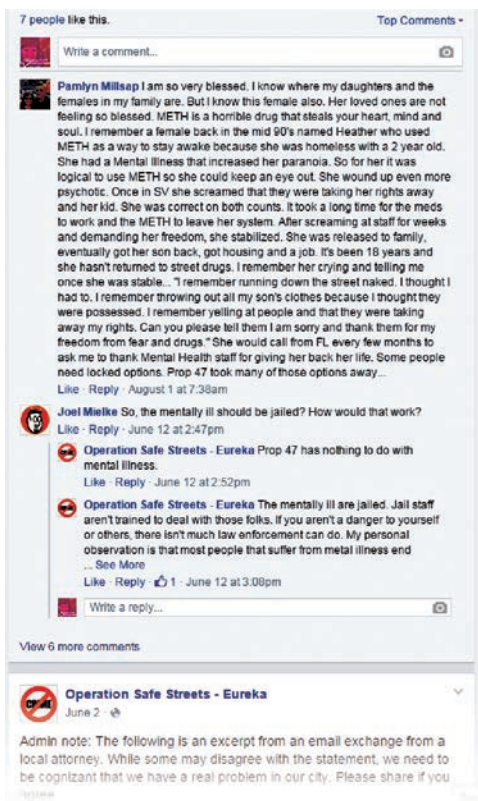 7 people like this.
Top Comments
Write a comment...
Pamlyn Millsap I am so very blessed. I know where my daughters and the
females in my family are. But I know this female also. Her loved ones are not
feeling so blessed. METH is a horrible drug that steals your heart, mind and
soul. I remember a female back in the mid 90's named Heather who used
METH as a way to stay awake because she was homeless with a 2 year old.
She had a Mental Illness that increased her paranoia. So for her it was
logical to use METH so she could keep an eye out. She wound up even more
psychotic. Once in SV she screamed that they were taking her rights away
and her kid. She was correct on both counts. It took a long time for the meds
to work and the METH to leave her system. After screaming at staff for weeks
and demanding her freedom, she stabilized. She was released to family,
eventually got her son back, got housing and a job. It's been 18 years and
she hasn't returned to street drugs. I remember her crying and telling me
once she was stable... "I remember running down the street naked. I thought I
had to. I remember throwing out all my son's clothes because I thought they
were possessed. I remember yelling at people and that they were taking
away my rights. Can you please tell them I am sorry and thank them for my
freedom from fear and drugs." She would call from FL every few months to
ask me to thank Mental Health staff for giving her back her life. Some people
need locked options. Prop 47 took many of those options away...
Like · Reply · August 1 at 7:38am
Joel Mielke So, the mentally ill should be jailed? How would that work?
Like · Reply · June 12 at 2:47pm
Operation Safe Streets - Eureka Prop 47 has nothing to do with
mental illness.
Like · Reply · June 12 at 2:52pm
Operation Safe Streets - Eureka The mentally ill are jailed. Jail staff
aren't trained to deal with those folks. If you aren't a danger to yourself
or others, there isn't much law enforcement can do. My personal
observation is that most people that suffer from metal illness end
... See More
Like · Reply · 1 · June 12 at 3:08pm
Write a reply...
View 6 more comments
CRIME
Operation Safe Streets - Eureka
June 2 ·
Admin note: The following is an excerpt from an email exchange from a
local attorney. While some may disagree with the statement, we need to
be cognizant that we have a real problem in our city. Please share if you